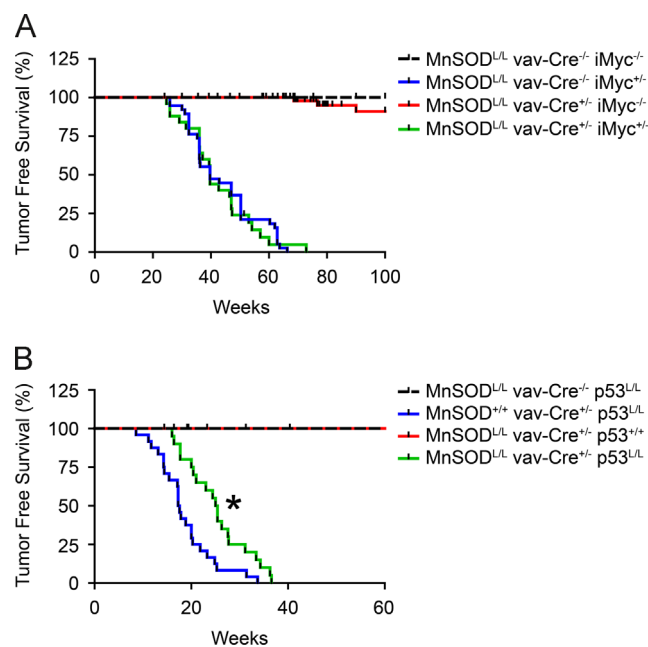 A
Tumor Free Survival (%)
125
100
75
50
25
0
0 20 40 60 80 100
Weeks
MnSOD^L/L vav-Cre^-/- iMyc^-/-
MnSOD^L/L vav-Cre^-/- iMyc^+/-
MnSOD^L/L vav-Cre^+/- iMyc^-/-
MnSOD^L/L vav-Cre^+/- iMyc^+/-
B
Tumor Free Survival (%)
125
100
75
50
25
0
*
0 20 40 60
Weeks
MnSOD^L/L vav-Cre^-/- p53^L/L
MnSOD^+/+ vav-Cre^+/- p53^L/L
MnSOD^L/L vav-Cre^+/- p53^+/+
MnSOD^L/L vav-Cre^+/- p53^L/L